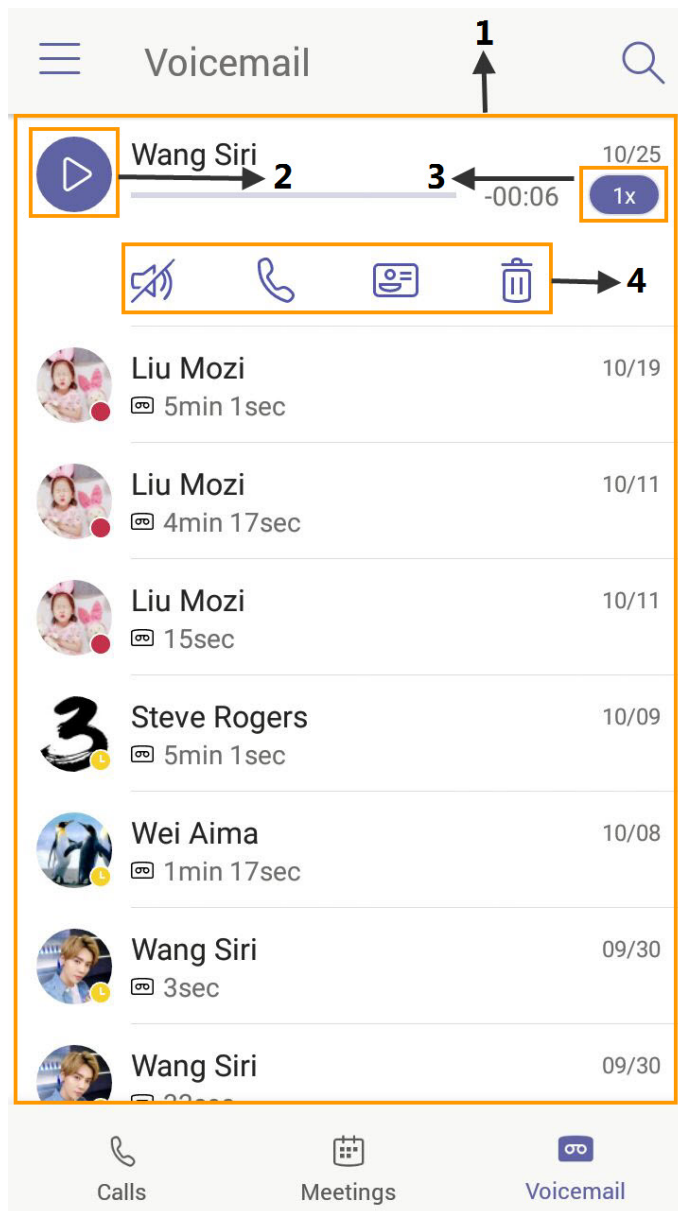 1
Voicemail
Wang Siri
10/25
2
3
-00:06
1x
4
Liu Mozi
10/19
5min 1sec
Liu Mozi
10/11
4min 17sec
Liu Mozi
10/11
15sec
Steve Rogers
10/09
5min 1sec
Wei Aima
10/08
1min 17sec
Wang Siri
09/30
3sec
Wang Siri
09/30
Calls
Meetings
Voicemail